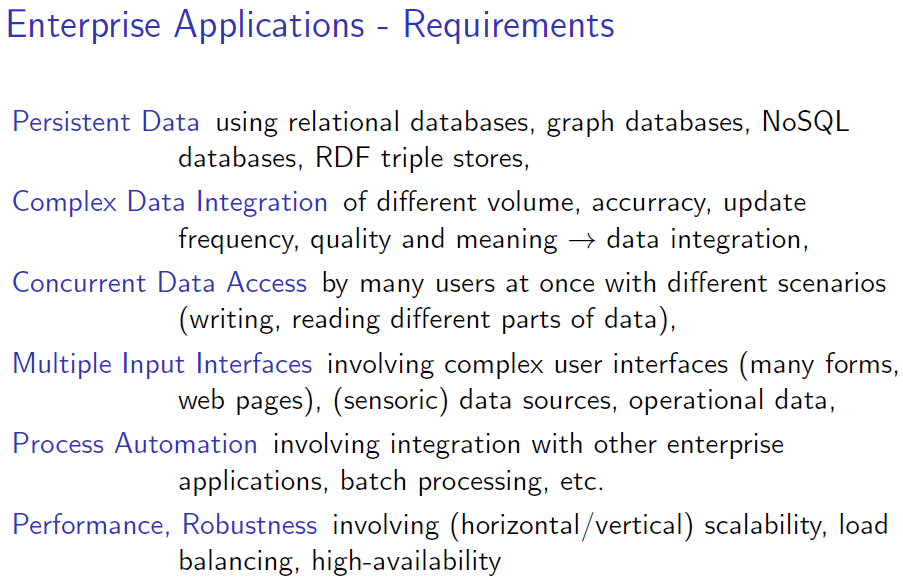 Enterprise Applications - Requirements
Persistent Data using relational databases, graph databases, NoSQL
databases, RDF triple stores,
Complex Data Integration of different volume, accurracy, update
frequency, quality and meaning → data integration,
Concurrent Data Access by many users at once with different scenarios
(writing, reading different parts of data),
Multiple Input Interfaces involving complex user interfaces (many forms,
web pages), (sensoric) data sources, operational data,
Process Automation involving integration with other enterprise
applications, batch processing, etc.
Performance, Robustness involving (horizontal/vertical) scalability, load
balancing, high-availability